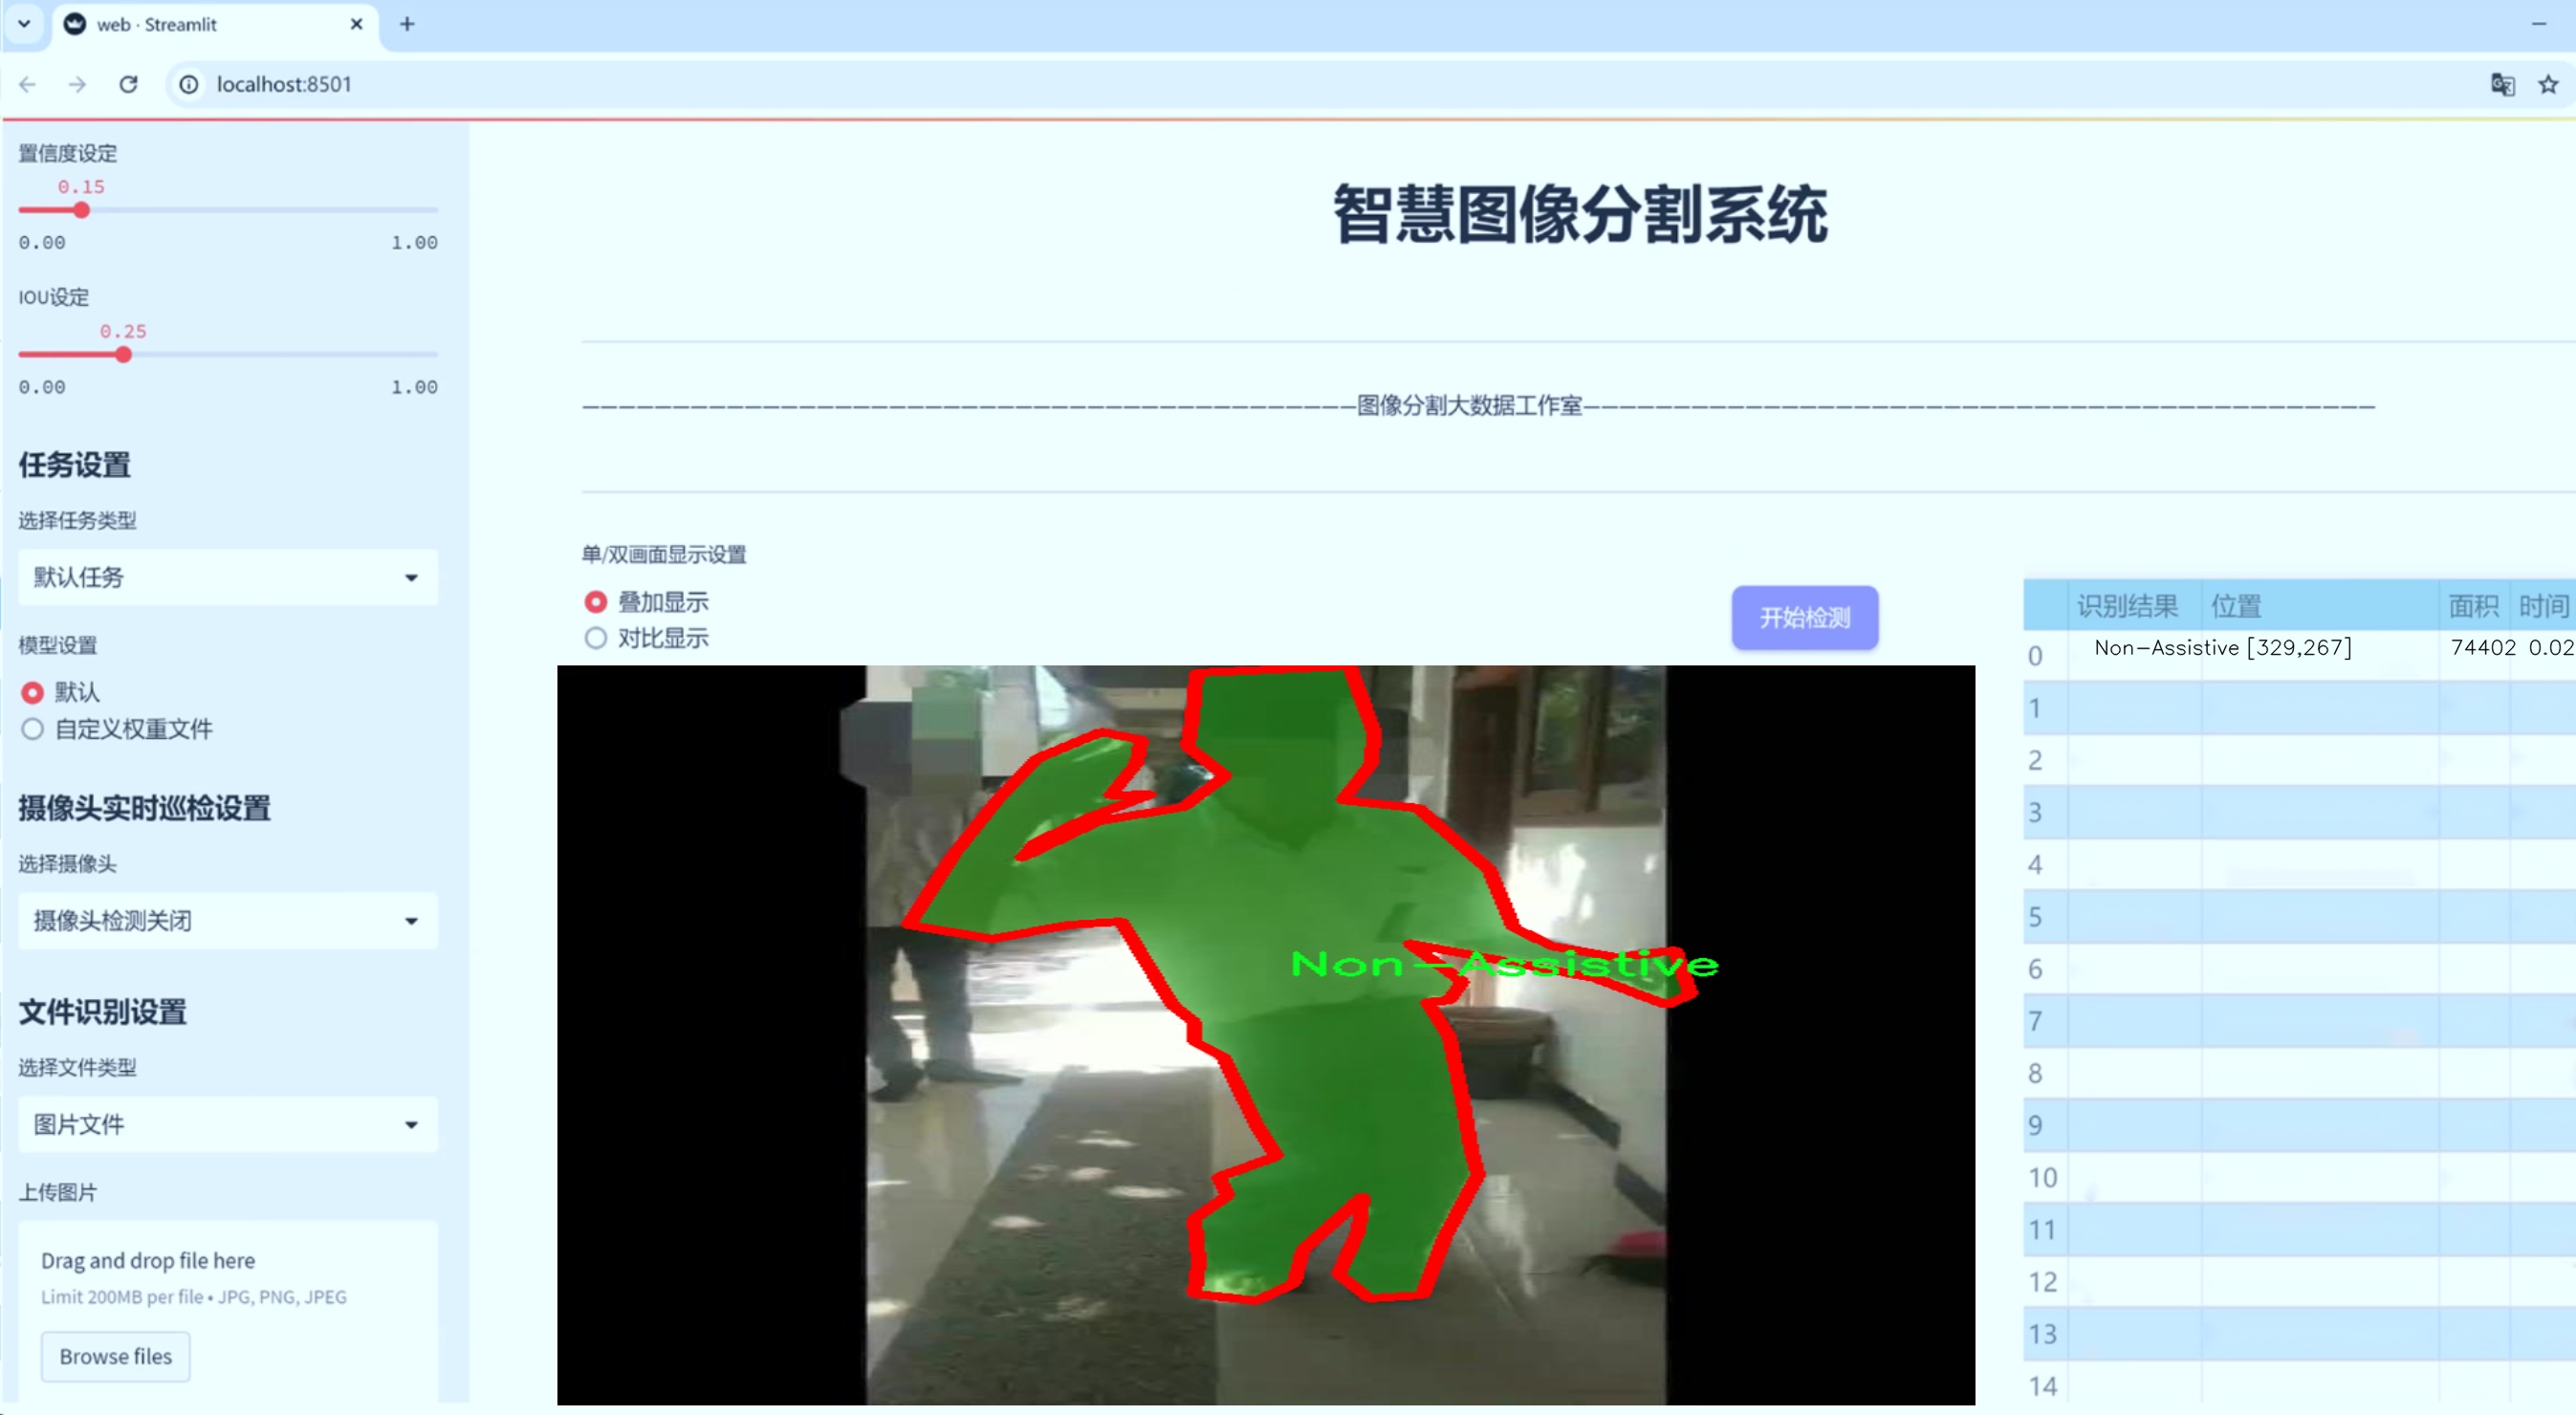 web · Streamlit
localhost:8501
置信度设定
0.15
0.00 1.00
IOU设定
0.25
0.00 1.00
任务设置
选择任务类型
默认任务
模型设置
默认
自定义权重文件
摄像头实时巡检设置
选择摄像头
摄像头检测关闭
文件识别设置
选择文件类型
图片文件
上传图片
Drag and drop file here
Limit 200MB per file • JPG, PNG, JPEG
Browse files
智慧图像分割系统
———————————————————————————————————————————图像分割大数据工作室————————————————————————————————————————————
单/双画面显示设置
叠加显示
对比显示
开始检测
Non-Assistive
识别结果 位置 面积 时间
0 Non-Assistive [329,267] 74402 0.02
1
2
3
4
5
6
7
8
9
10
11
12
13
14